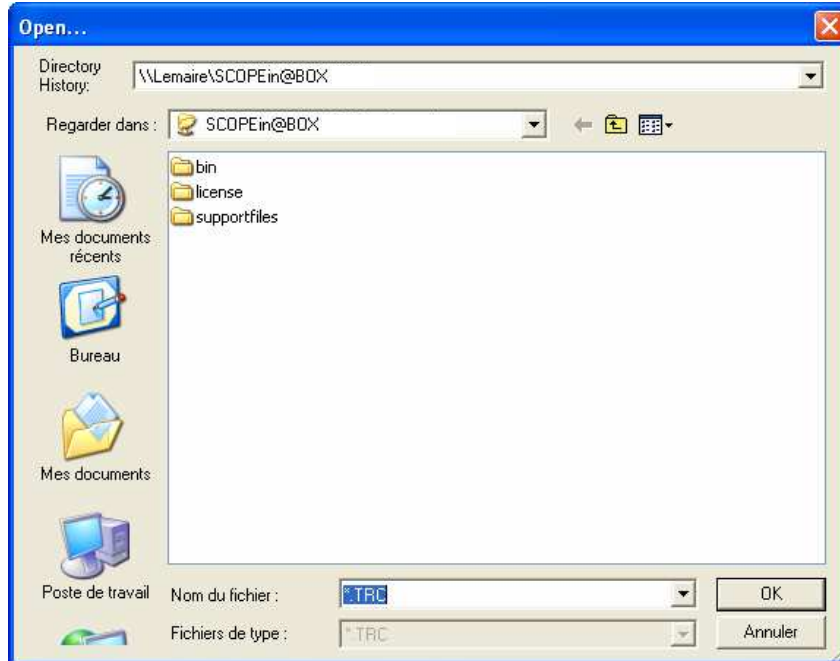 Open...
Directory
History:
\\Lemaire\SCOPEin@BOX
Regarder dans :
SCOPEin@BOX
bin
license
supportfiles
Mes documents
récents
Bureau
Mes documents
Poste de travail
Nom du fichier :
*.TRC
OK
Fichiers de type :
*.TRC
Annuler